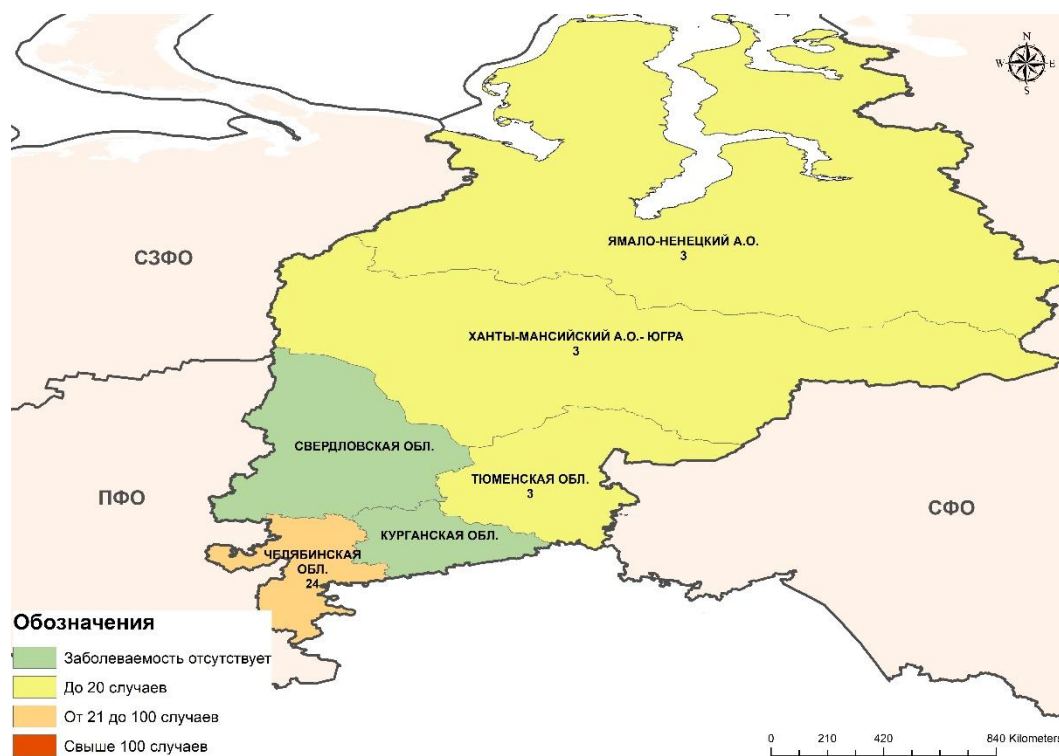 N
W E
S
ЯМАЛО-НЕНЕЦКИЙ А.О.
3
СЗФО
ХАНТЫ-МАНСИЙСКИЙ А.О.- ЮГРА
3
СВЕРДЛОВСКАЯ ОБЛ.
ТЮМЕНСКАЯ ОБЛ.
3
ПФО
СФО
КУРГАНСКАЯ ОБЛ.
ЧЕЛЯБИНСКАЯ
ОБЛ.
24
Обозначения
Заболеваемость отсутствует
До 20 случаев
От 21 до 100 случаев
Свыше 100 случаев
0 210 420 840 Kilometers